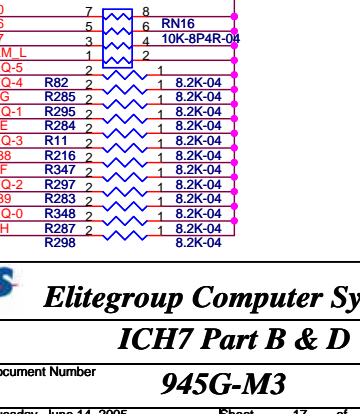 7 8
5 6 RN16
3 4 10K-8P4R-04
M_L 1 2
Q-5 2 1
Q-4 R82 2 1 8.2K-04
G R285 2 1 8.2K-04
Q-1 R295 2 1 8.2K-04
E R284 2 1 8.2K-04
Q-3 R11 2 1 8.2K-04
R216 2 1 8.2K-04
F R347 2 1 8.2K-04
Q-2 R297 2 1 8.2K-04
R283 2 1 8.2K-04
Q-0 R348 2 1 8.2K-04
H R287 2 1 8.2K-04
R298 8.2K-04
S
Elitegroup Computer Sy
ICH7 Part B & D
ocument Number
945G-M3
uesday, June 14, 2005 Sheet 17 of